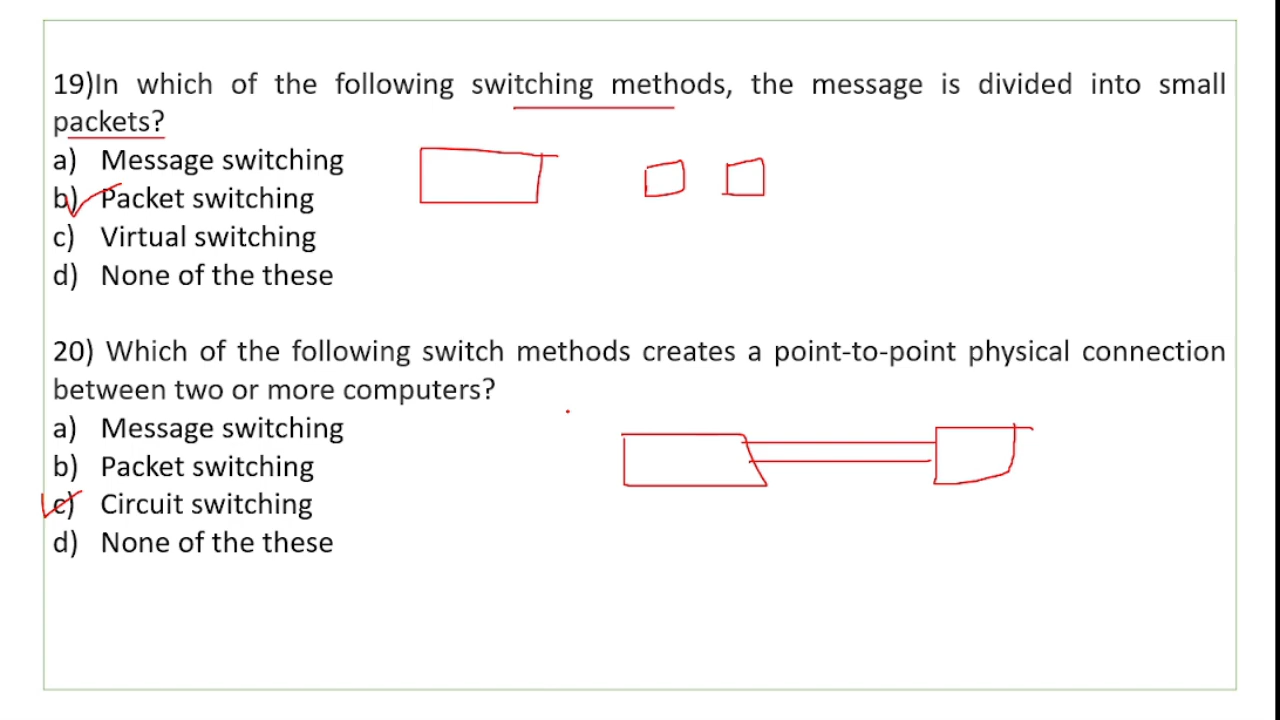 19)In which of the following switching methods, the message is divided into small
packets?
a) Message switching
b) Packet switching
c) Virtual switching
d) None of the these
20) Which of the following switch methods creates a point-to-point physical connection
between two or more computers?
a) Message switching
b) Packet switching
c) Circuit switching
d) None of the these